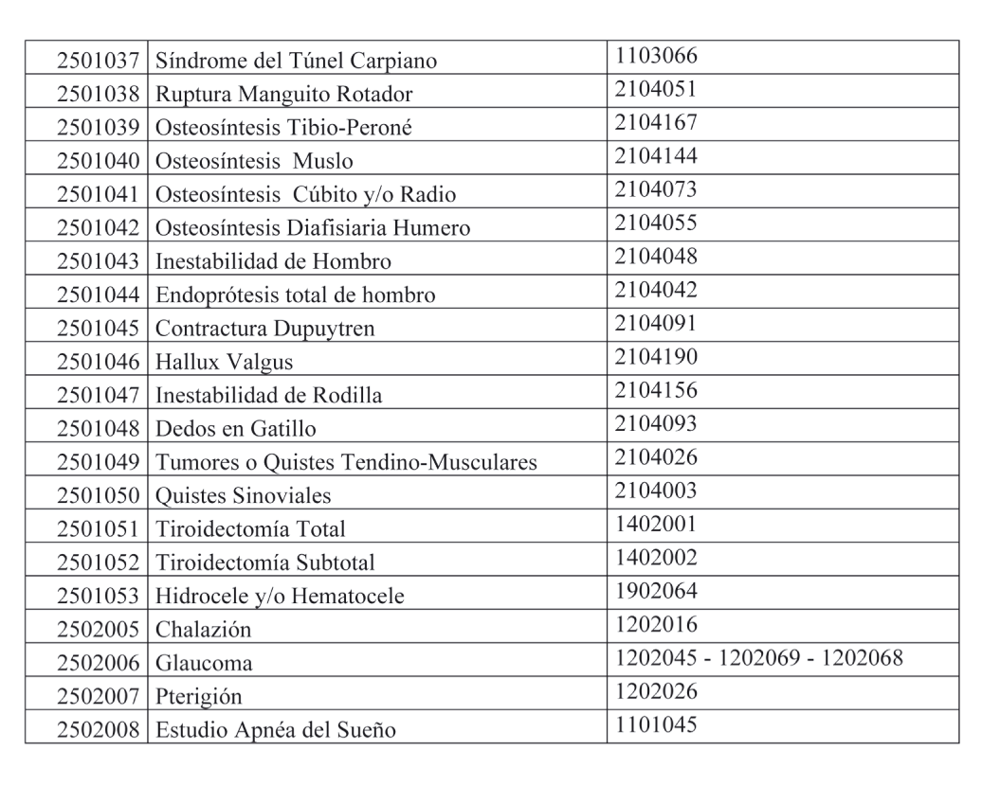 2501037 Síndrome del Túnel Carpiano 1103066
2501038 Ruptura Manguito Rotador 2104051
2501039 Osteosíntesis Tibio-Peroné 2104167
2501040 Osteosíntesis  Muslo 2104144
2501041 Osteosíntesis  Cúbito y/o Radio 2104073
2501042 Osteosíntesis Diafisiaria Humero 2104055
2501043 Inestabilidad de Hombro 2104048
2501044 Endoprótesis total de hombro 2104042
2501045 Contractura Dupuytren 2104091
2501046 Hallux Valgus 2104190
2501047 Inestabilidad de Rodilla 2104156
2501048 Dedos en Gatillo 2104093
2501049 Tumores o Quistes Tendino-Musculares 2104026
2501050 Quistes Sinoviales 2104003
2501051 Tiroidectomía Total 1402001
2501052 Tiroidectomía Subtotal 1402002
2501053 Hidrocele y/o Hematocele 1902064
2502005 Chalazión 1202016
2502006 Glaucoma 1202045 - 1202069 - 1202068
2502007 Pterigión 1202026
2502008 Estudio Apnéa del Sueño 1101045